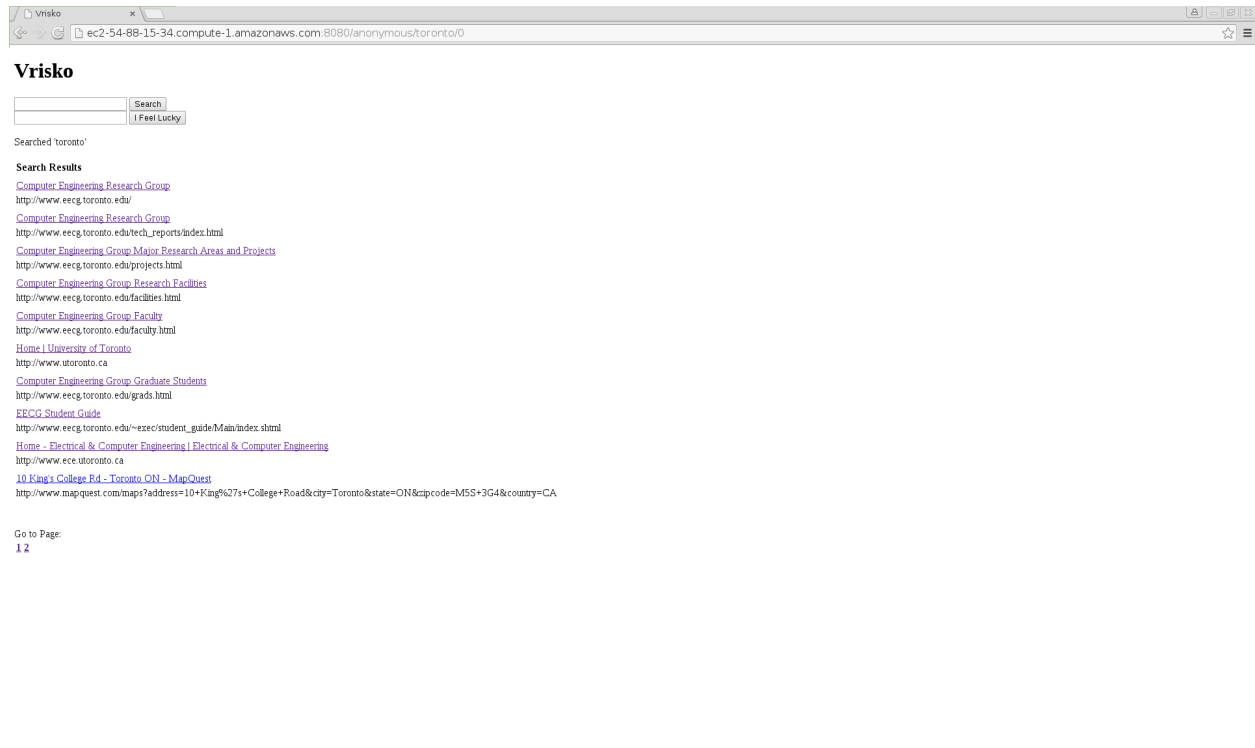 Vrisko
ec2-54-88-15-34.compute-1.amazonaws.com:8080/anonymous/toronto/0
Vrisko
Search
I Feel Lucky
Searched 'toronto'
Search Results
Computer Engineering Research Group
http://www.eecg.toronto.edu/
Computer Engineering Research Group
http://www.eecg.toronto.edu/tech_reports/index.html
Computer Engineering Group Major Research Areas and Projects
http://www.eecg.toronto.edu/projects.html
Computer Engineering Group Research Facilities
http://www.eecg.toronto.edu/facilities.html
Computer Engineering Group Faculty
http://www.eecg.toronto.edu/faculty.html
Home | University of Toronto
http://www.utoronto.ca
Computer Engineering Group Graduate Students
http://www.eecg.toronto.edu/grads.html
EECG Student Guide
http://www.eecg.toronto.edu/~exec/student_guide/Main/index.shtml
Home - Electrical & Computer Engineering | Electrical & Computer Engineering
http://www.ece.utoronto.ca
10 King's College Rd - Toronto ON - MapQuest
http://www.mapquest.com/maps?address=10+King%27s+College+Road&city=Toronto&state=ON&zipcode=M5S+3G4&country=CA
Go to Page:
1 2